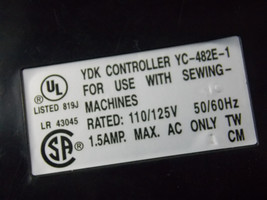 YDK CONTROLLER YC-482E-1
UL
LISTED 819J
FOR USE WITH SEWING-
MACHINES
LR 43045
RATED: 110/125V 50/60Hz
SA
1.5AMP. MAX. AC ONLY TW
CM